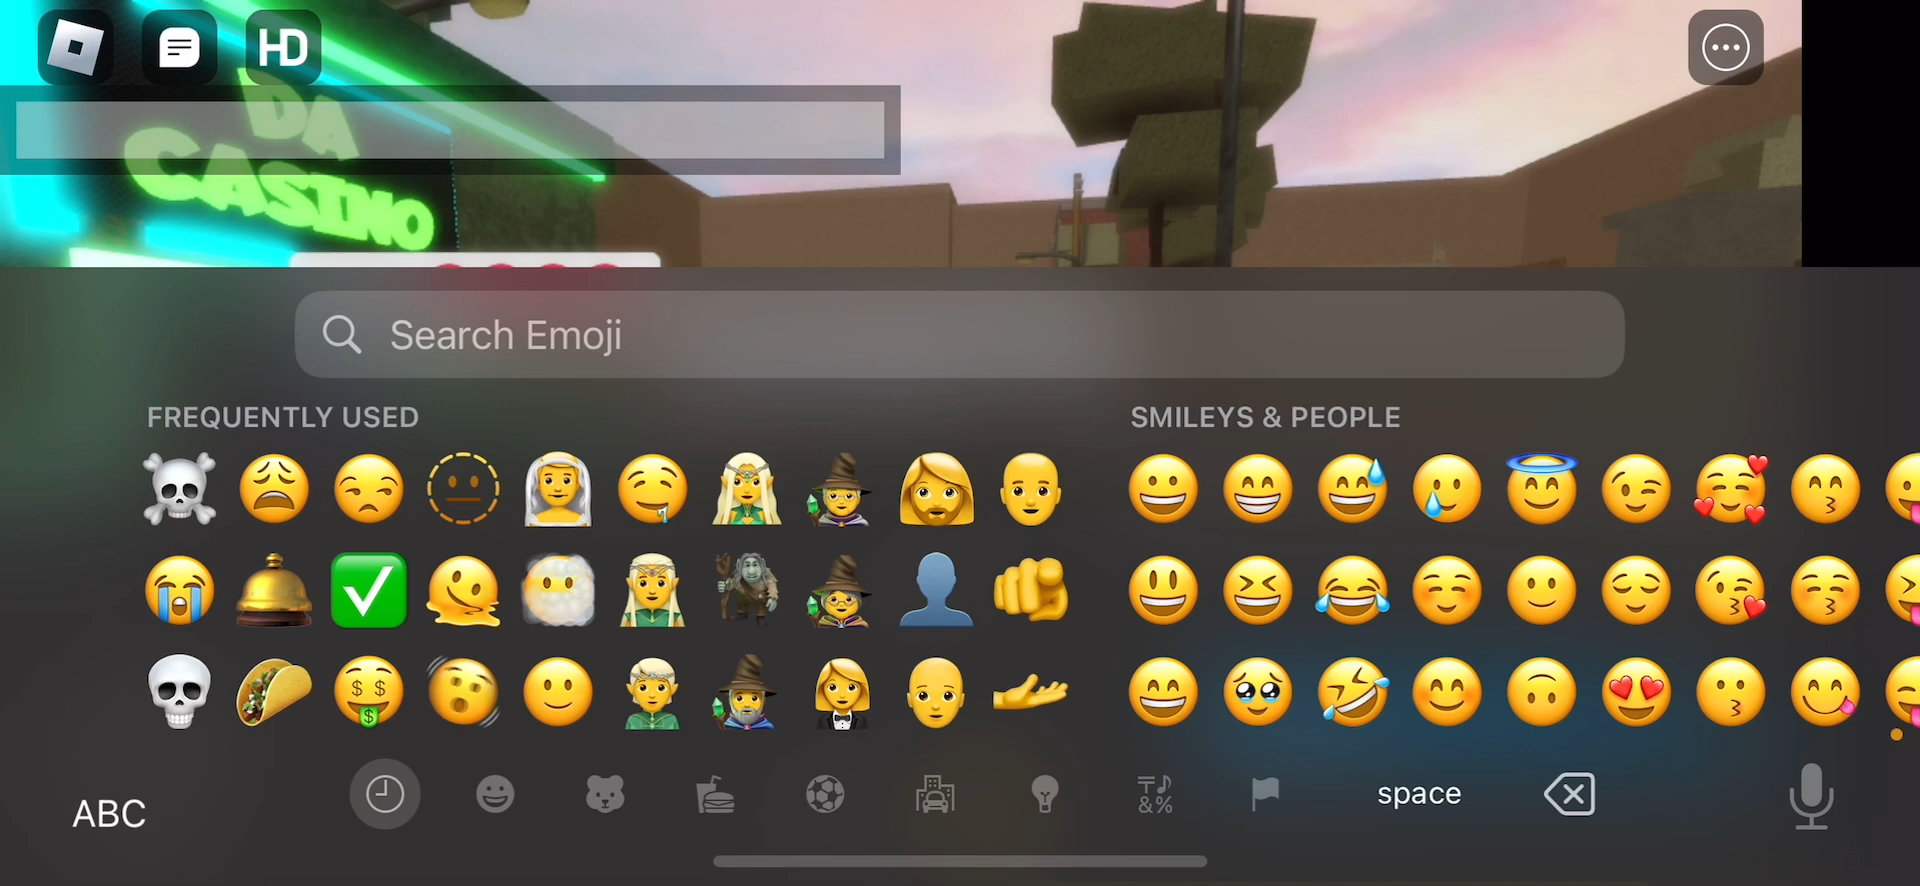 HD
DA
CASINO
Search Emoji
FREQUENTLY USED
SMILEYS & PEOPLE
ABC
&%
space